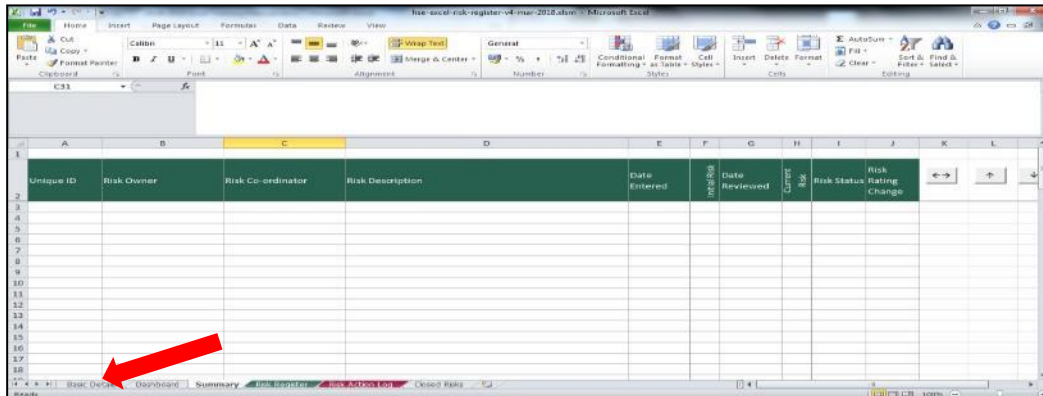 hse-excel-risk-register-v4-mar-2018.xlsm - Microsoft Excel
File Home Insert Page Layout Formulas Data Review View
Paste
Cut
Copy
Format Painter
Clipboard
Calibri 11 A A
B I U A
Font
Wrap Text
Merge & Center
Alignment
General
%
Number
Conditional Formatting
Format as Table
Cell Styles
Styles
Insert Delete Format
Cells
Σ AutoSum
Fill
Clear
Sort & Filter
Find & Select
Editing
C31 fx
A B C D E F G H I J K L
1
2 Unique ID Risk Owner Risk Co-ordinator Risk Description Date Entered Initial Risk Date Reviewed Current Risk Risk Status Risk Rating Change
3
4
5
6
7
8
9
10
11
12
13
14
15
16
17
18
Basic Detai Dashboard Summary Risk Register Risk Action Log Closed Risks
Ready 100%